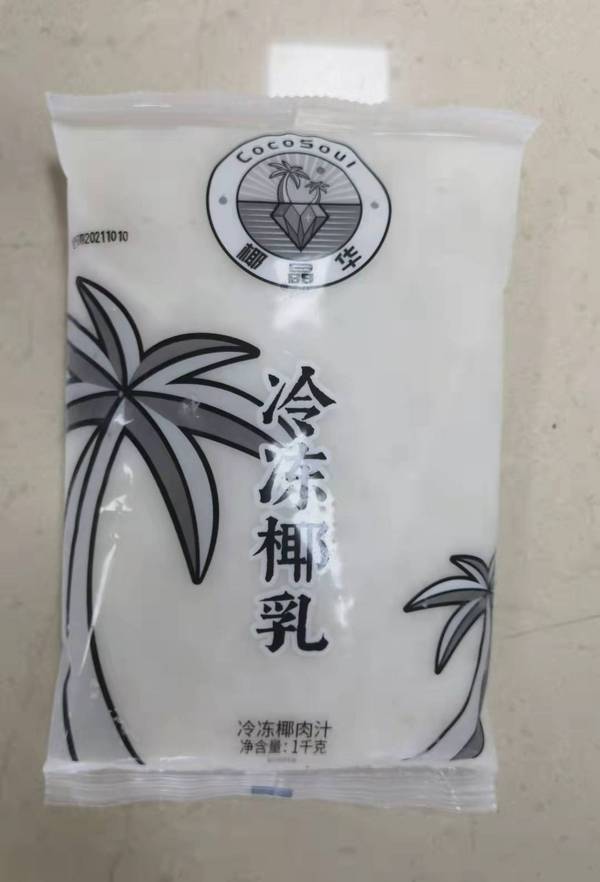 CocoSoul
椰晶华
20211010
冷冻椰乳
冷冻椰肉汁
净含量：1千克